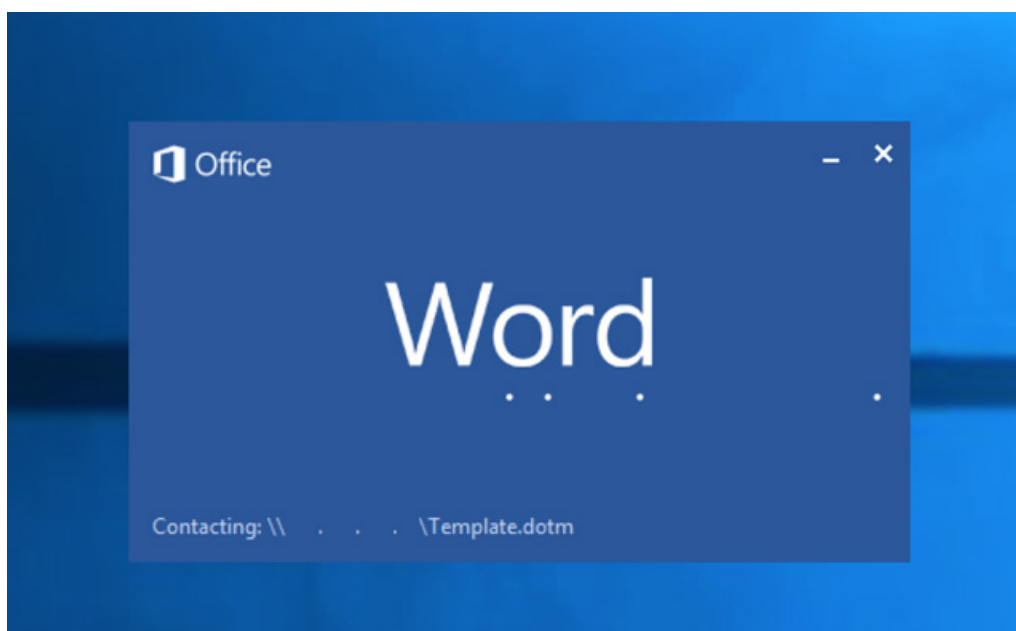 Office
Word
Contacting: \\ . . . \Template.dotm